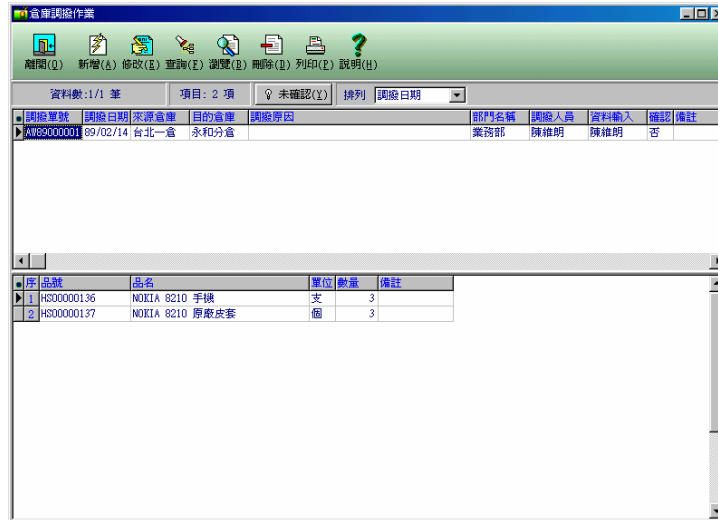 倉庫調撥作業
離開(Q) 新增(A) 修改(E) 查詢(F) 瀏覽(B) 刪除(D) 列印(P) 說明(H)
資料數:1/1 筆 項目: 2 項 未確認(Y) 排列 調撥日期
調撥單號 調撥日期 來源倉庫 目的倉庫 調撥原因 部門名稱 調撥人員 資料輸入 確認 備註
AW89000001 89/02/14 台北一倉 永和分倉 業務部 陳維朗 陳維朗 否
序 品號 品名 單位 數量 備註
1 HS00000136 NOKIA 8210 手機 支 3
2 HS00000137 NOKIA 8210 原廠皮套 個 3